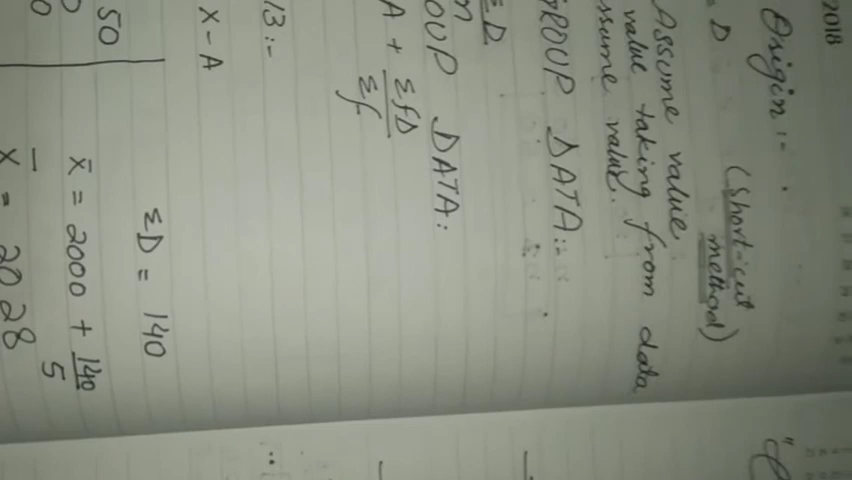 2018
Origin :-
(Short-cut
method)
D
Assume value
value taking from data
ssume value.
GROUP DATA:-
ΣD
n
OUP DATA:
A + ΣfD
Σf
13 :-
X - A
50
ΣD = 140
x̄ = 2000 + 140
5
x̄ = 2028